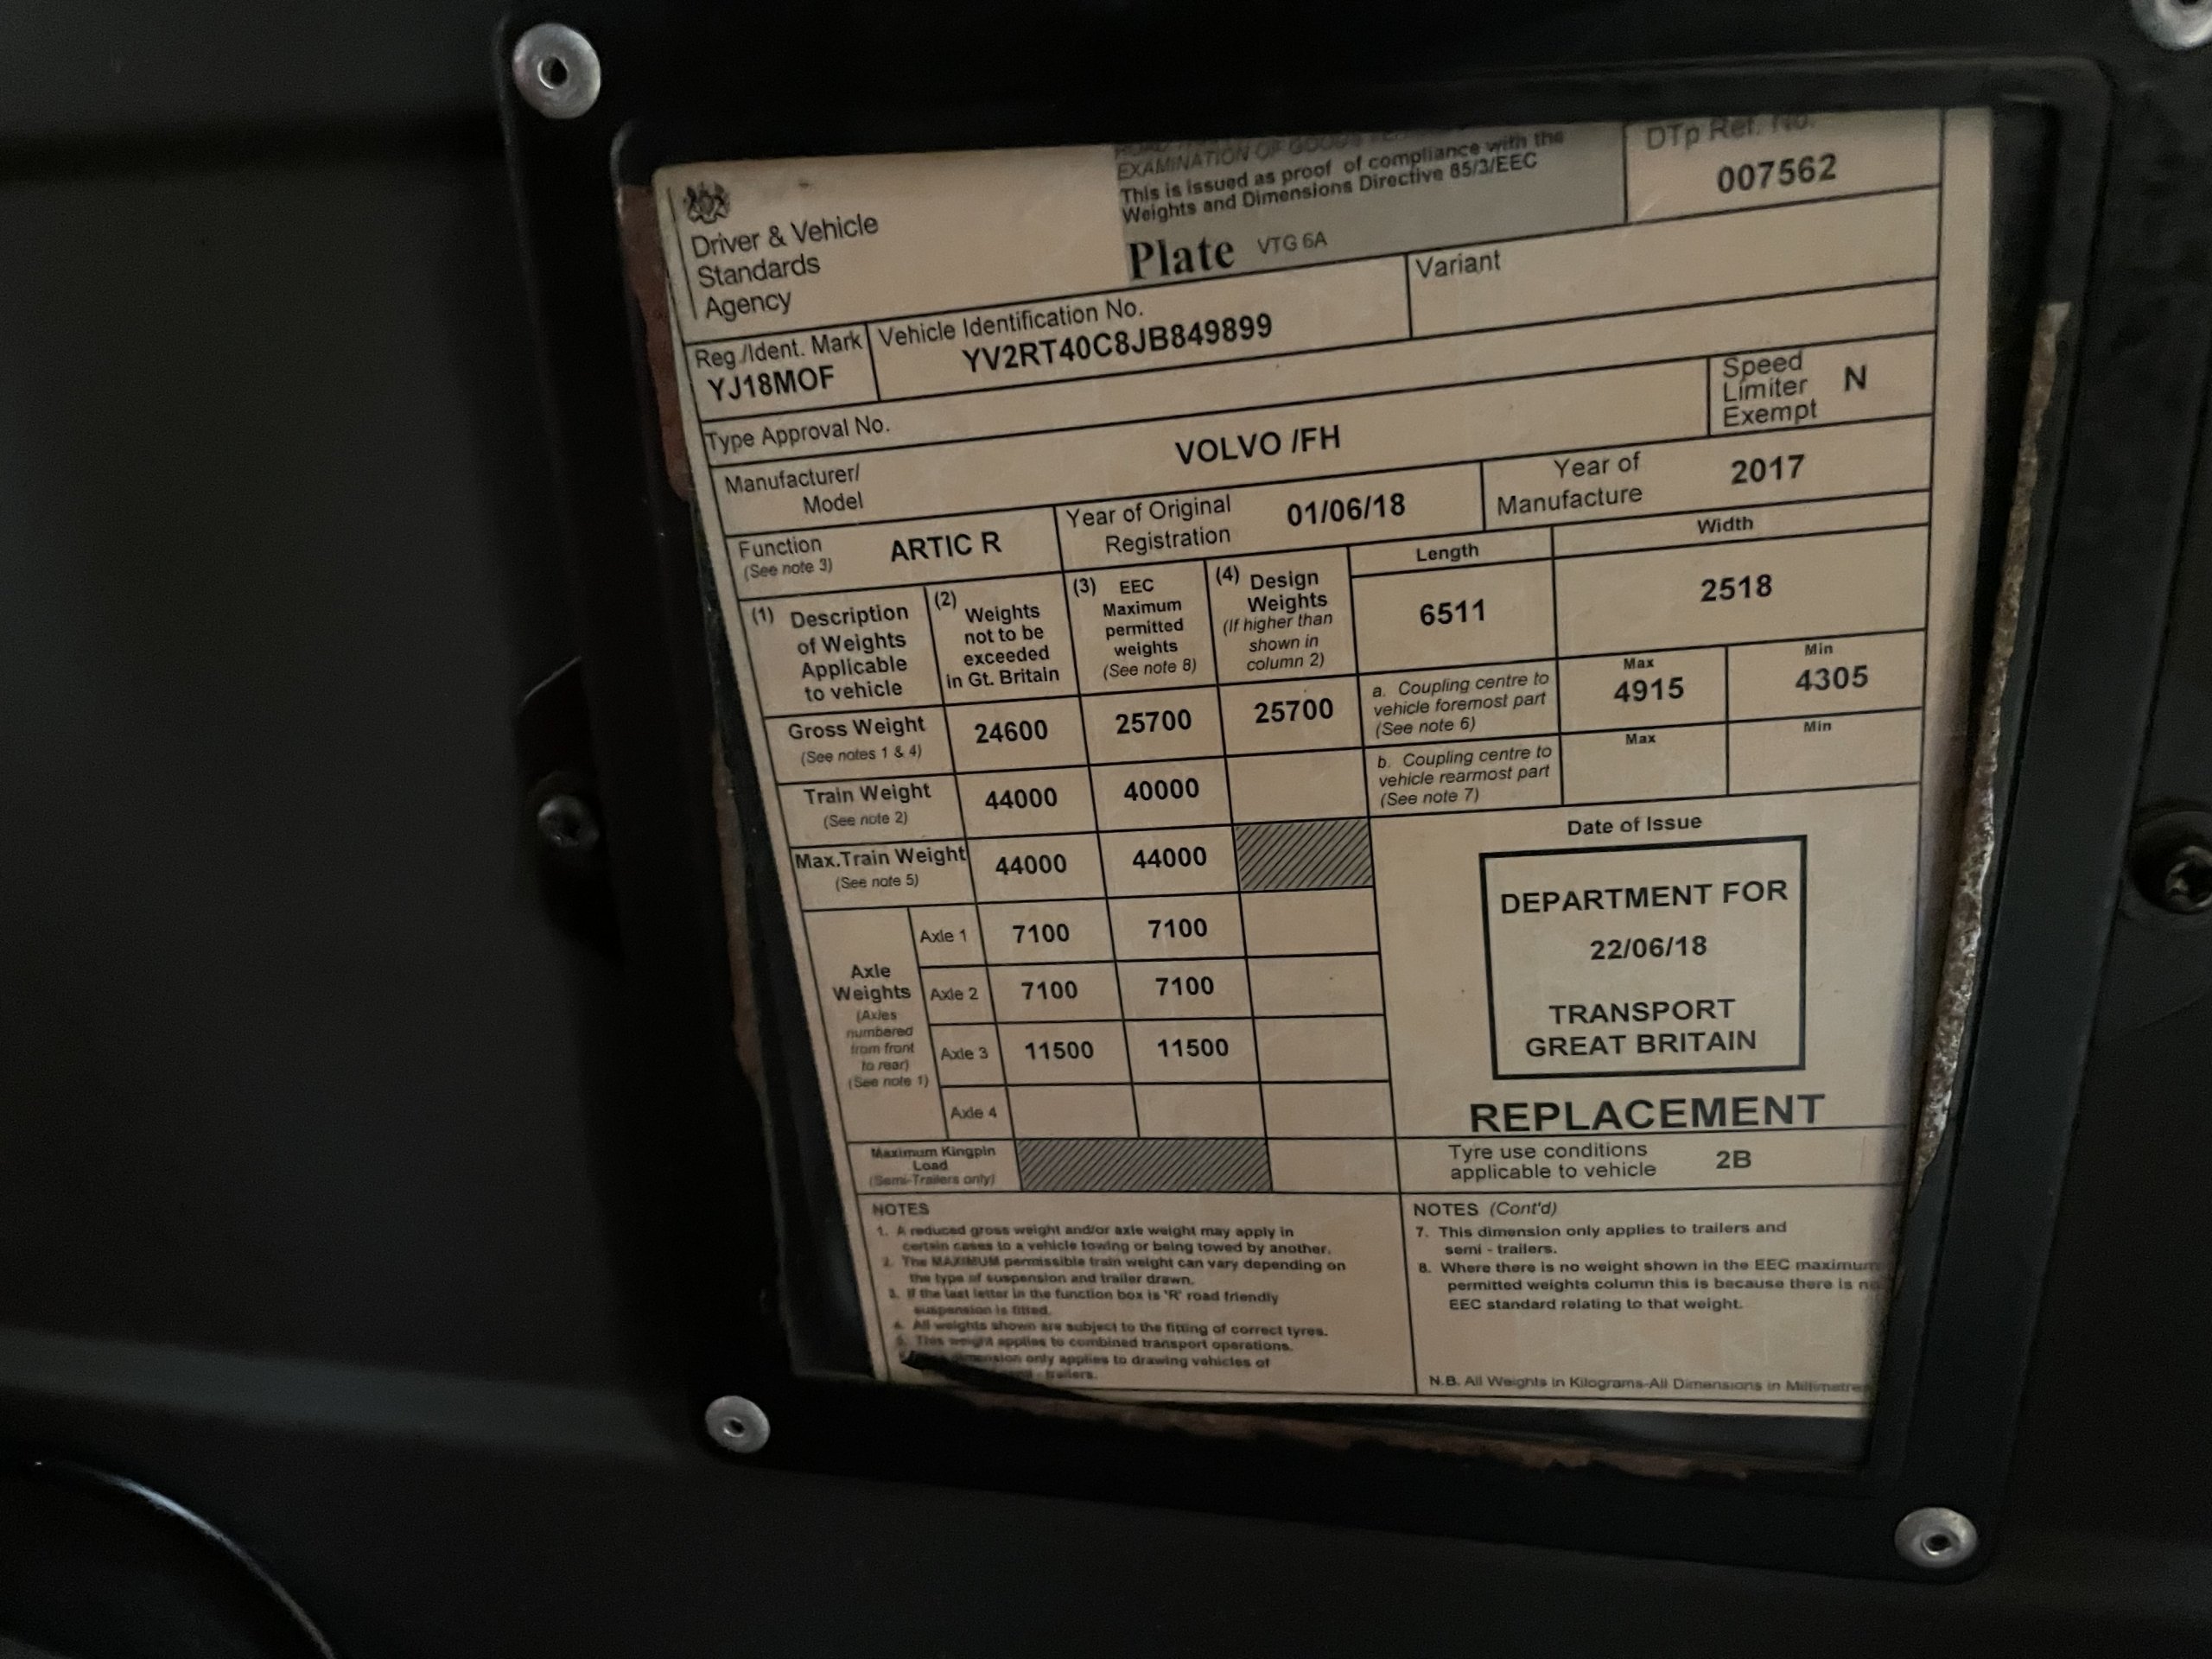 EXAMINATION OF GOODS
This is issued as proof of compliance with the
Weights and Dimensions Directive 85/3/EEC
Plate VTG 6A
DTp Ref. No.
007562
Driver & Vehicle
Standards
Agency
Reg./Ident. Mark
YJ18MOF
Vehicle Identification No.
YV2RT40C8JB849899
Variant
Type Approval No.
Speed
Limiter
Exempt
N
Manufacturer/
Model
VOLVO /FH
Function
(See note 3)
ARTIC R
Year of Original
Registration
01/06/18
Year of
Manufacture
2017
(1) Description
of Weights
Applicable
to vehicle
(2) Weights
not to be
exceeded
in Gt. Britain
(3) EEC
Maximum
permitted
weights
(See note 8)
(4) Design
Weights
(If higher than
shown in
column 2)
Length
6511
Width
2518
Gross Weight
(See notes 1 & 4)
24600
25700
25700
a. Coupling centre to
vehicle foremost part
(See note 6)
Max
4915
Min
4305
Train Weight
(See note 2)
44000
40000
b. Coupling centre to
vehicle rearmost part
(See note 7)
Max
Min
Max.Train Weight
(See note 5)
44000
44000
Axle
Weights
(Axles
numbered
from front
to rear)
(See note 1)
Axle 1
7100
7100
Axle 2
7100
7100
Axle 3
11500
11500
Axle 4
Date of Issue
DEPARTMENT FOR
22/06/18
TRANSPORT
GREAT BRITAIN
REPLACEMENT
Maximum Kingpin
Load
(Semi-Trailers only)
Tyre use conditions
applicable to vehicle
2B
NOTES
1. A reduced gross weight and/or axle weight may apply in
certain cases to a vehicle towing or being towed by another.
2. The MAXIMUM permissible train weight can vary depending on
the type of suspension and trailer drawn.
3. If the last letter in the function box is 'R' road friendly
suspension is fitted.
4. All weights shown are subject to the fitting of correct tyres.
5. This weight applies to combined transport operations.
dimension only applies to drawing vehicles of
- trailers.
NOTES (Cont'd)
7. This dimension only applies to trailers and
semi - trailers.
8. Where there is no weight shown in the EEC maximum
permitted weights column this is because there is no
EEC standard relating to that weight.
N.B. All Weights in Kilograms-All Dimensions in Millimetres